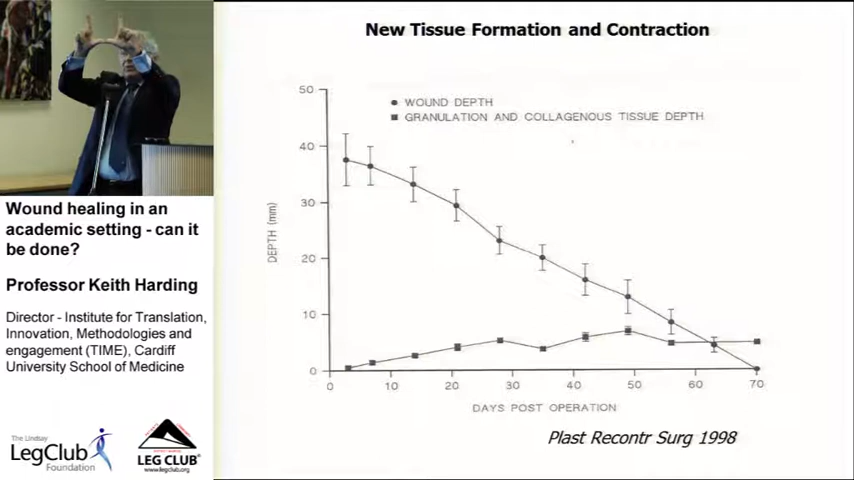 New Tissue Formation and Contraction
50
40
30
20
10
0
DEPTH (mm)
WOUND DEPTH
GRANULATION AND COLLAGENOUS TISSUE DEPTH
0 10 20 30 40 50 60 70
DAYS POST OPERATION
Plast Recontr Surg 1998
Wound healing in an
academic setting - can it
be done?
Professor Keith Harding
Director - Institute for Translation,
Innovation, Methodologies and
engagement (TIME), Cardiff
University School of Medicine
The Lindsay
LegClub
Foundation
LEG CLUB®
www.legclub.org